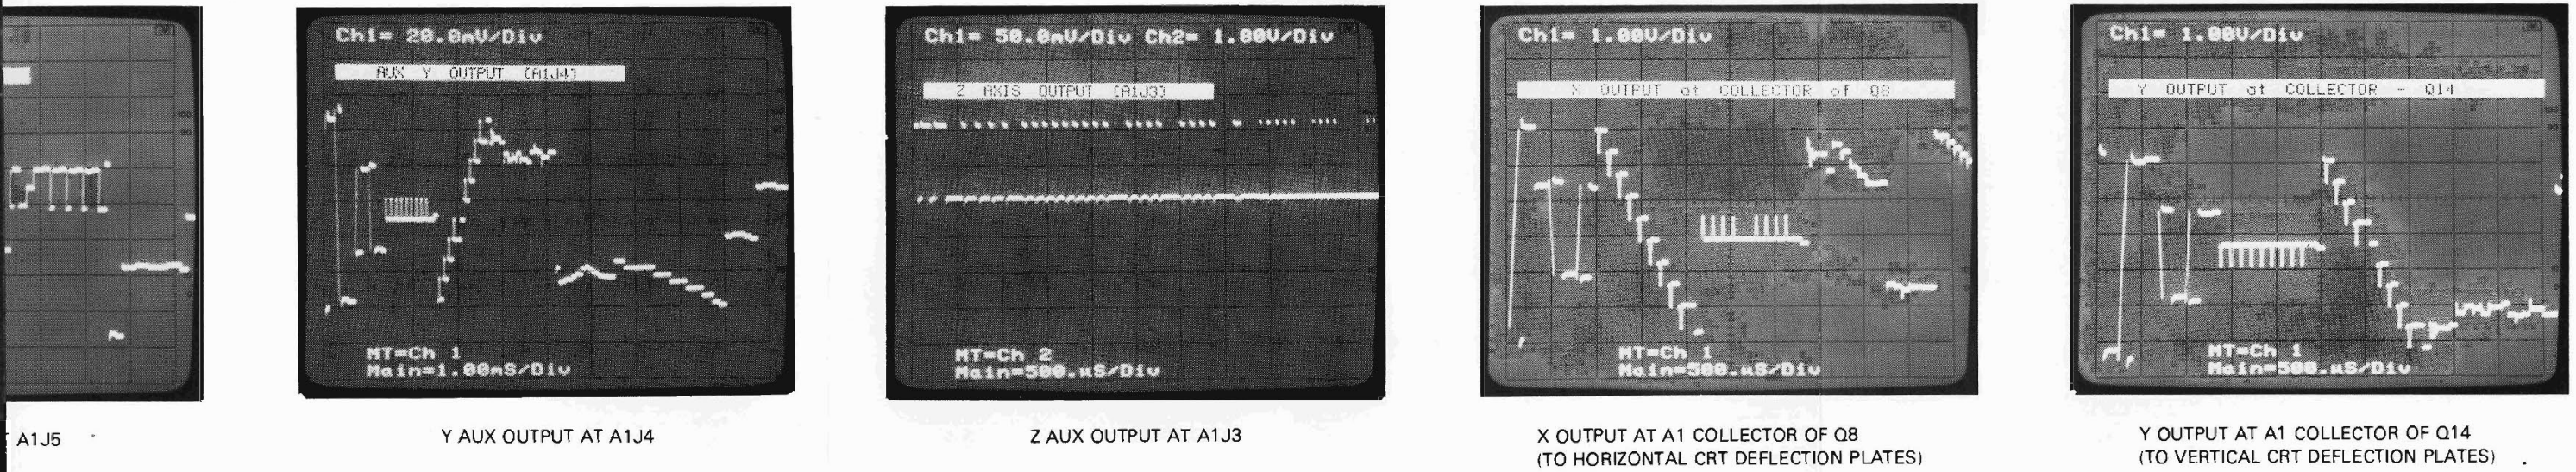 Ch1= 20.0mV/Div
AUX Y OUTPUT (A1J4)
MT=Ch 1
Main=1.00mS/Div
Ch1= 50.0mV/Div Ch2= 1.00V/Div
Z AXIS OUTPUT (A1J3)
MT=Ch 2
Main=500.uS/Div
Ch1= 1.00V/Div
X OUTPUT at COLLECTOR of Q8
MT=Ch 1
Main=500.uS/Div
Ch1= 1.00V/Div
Y OUTPUT at COLLECTOR - Q14
MT=Ch 1
Main=500.uS/Div
A1J5
Y AUX OUTPUT AT A1J4
Z AUX OUTPUT AT A1J3
X OUTPUT AT A1 COLLECTOR OF Q8
(TO HORIZONTAL CRT DEFLECTION PLATES)
Y OUTPUT AT A1 COLLECTOR OF Q14
(TO VERTICAL CRT DEFLECTION PLATES)